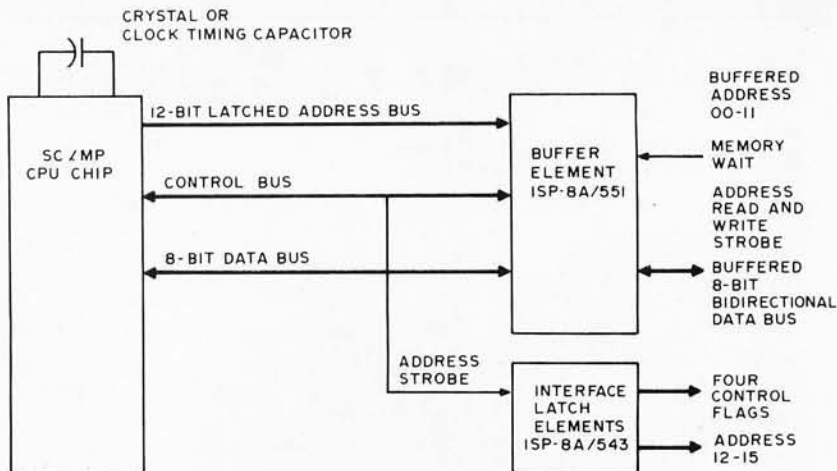 CRYSTAL OR
CLOCK TIMING CAPACITOR
12-BIT LATCHED ADDRESS BUS
SC/MP
CPU CHIP
CONTROL BUS
8-BIT DATA BUS
ADDRESS
STROBE
BUFFER
ELEMENT
ISP-8A/551
INTERFACE
LATCH
ELEMENTS
ISP-8A/543
BUFFERED
ADDRESS
00-11
MEMORY
WAIT
ADDRESS
READ AND
WRITE
STROBE
BUFFERED
8-BIT
BIDIRECTIONAL
DATA BUS
FOUR
CONTROL
FLAGS
ADDRESS
12-15